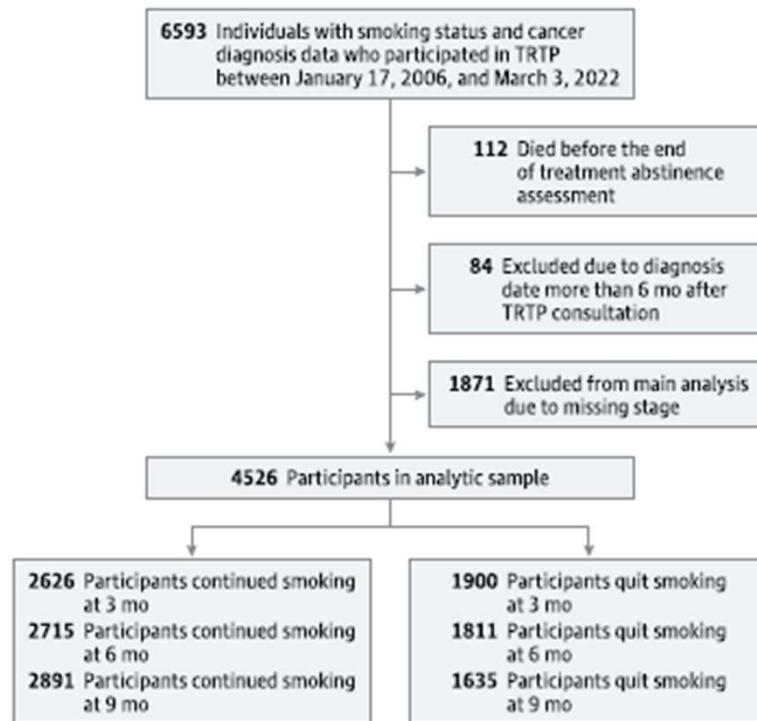 6593 Individuals with smoking status and cancer
diagnosis data who participated in TRTP
between January 17, 2006, and March 3, 2022
112 Died before the end
of treatment abstinence
assessment
84 Excluded due to diagnosis
date more than 6 mo after
TRTP consultation
1871 Excluded from main analysis
due to missing stage
4526 Participants in analytic sample
2626 Participants continued smoking
at 3 mo
2715 Participants continued smoking
at 6 mo
2891 Participants continued smoking
at 9 mo
1900 Participants quit smoking
at 3 mo
1811 Participants quit smoking
at 6 mo
1635 Participants quit smoking
at 9 mo